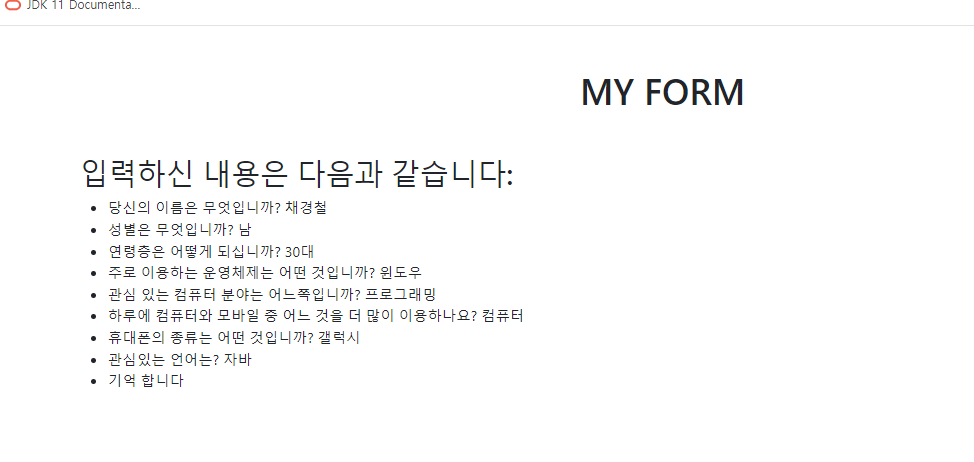 JDK 11 Documenta...
MY FORM
입력하신 내용은 다음과 같습니다:
당신의 이름은 무엇입니까? 채경철
성별은 무엇입니까? 남
연령층은 어떻게 되십니까? 30대
주로 이용하는 운영체제는 어떤 것입니까? 윈도우
관심 있는 컴퓨터 분야는 어느쪽입니까? 프로그래밍
하루에 컴퓨터와 모바일 중 어느 것을 더 많이 이용하나요? 컴퓨터
휴대폰의 종류는 어떤 것입니까? 갤럭시
관심있는 언어는? 자바
기억 합니다